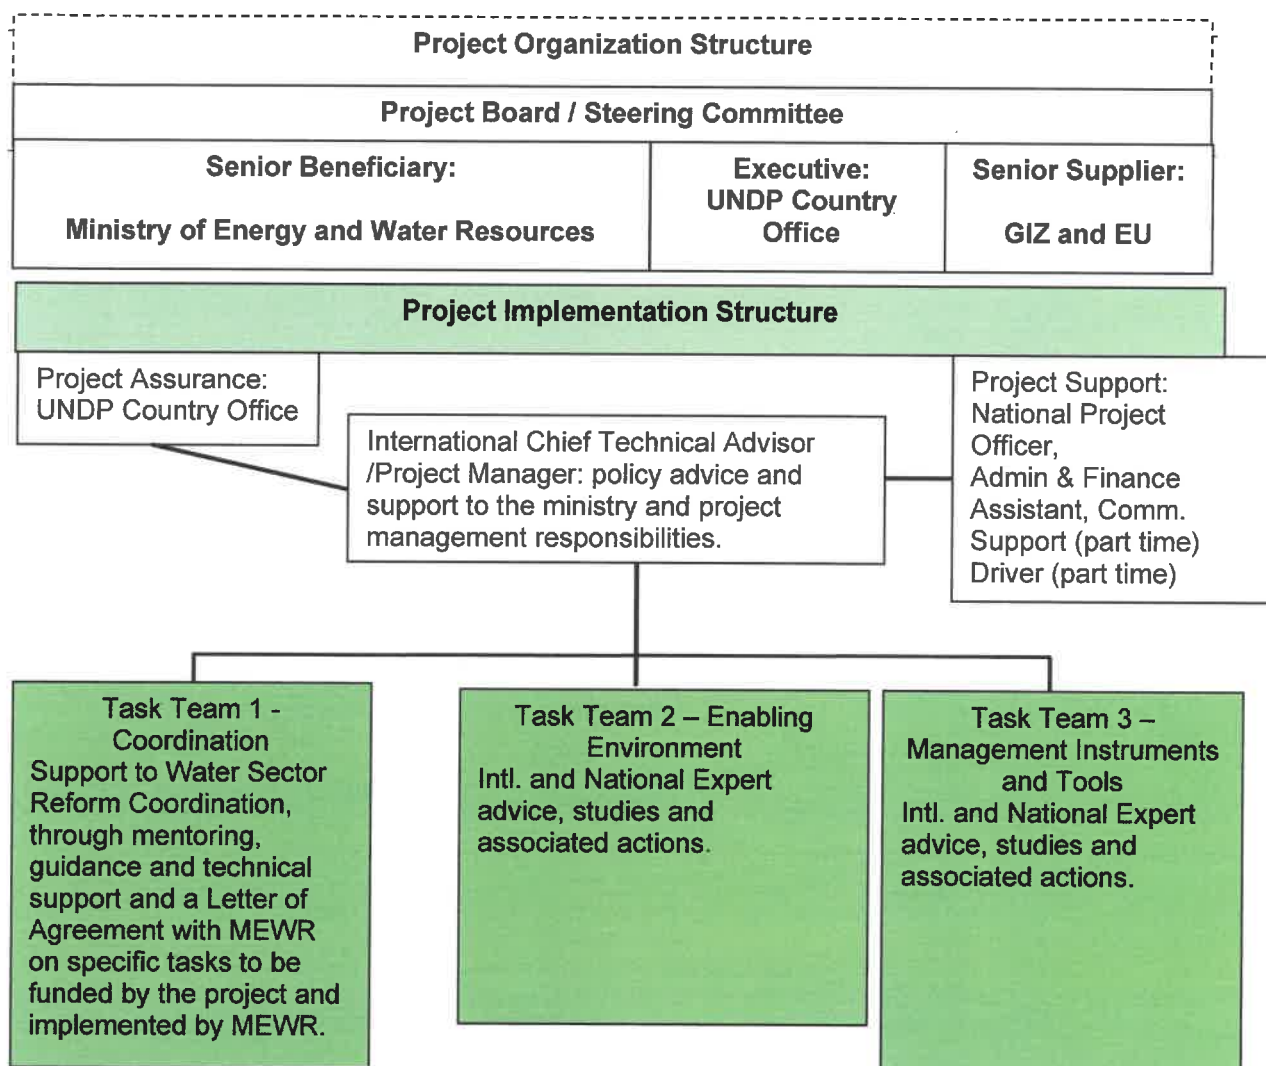 Project Organization Structure
Project Board / Steering Committee
Senior Beneficiary:
Ministry of Energy and Water Resources
Executive:
UNDP Country
Office
Senior Supplier:
GIZ and EU
Project Implementation Structure
Project Assurance:
UNDP Country Office
International Chief Technical Advisor
/Project Manager: policy advice and
support to the ministry and project
management responsibilities.
Project Support:
National Project
Officer,
Admin & Finance
Assistant, Comm.
Support (part time)
Driver (part time)
Task Team 1 -
Coordination
Support to Water Sector
Reform Coordination,
through mentoring,
guidance and technical
support and a Letter of
Agreement with MEWR
on specific tasks to be
funded by the project and
implemented by MEWR.
Task Team 2 – Enabling
Environment
Intl. and National Expert
advice, studies and
associated actions.
Task Team 3 –
Management Instruments
and Tools
Intl. and National Expert
advice, studies and
associated actions.